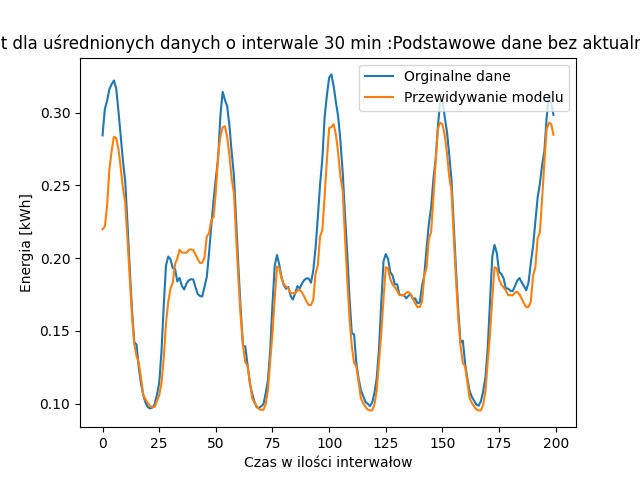 t dla uśrednionych danych o interwale 30 min :Podstawowe dane bez aktualn
Orginalne dane
Przewidywanie modelu
Energia [kWh]
0.30
0.25
0.20
0.15
0.10
0 25 50 75 100 125 150 175 200
Czas w ilości interwałow